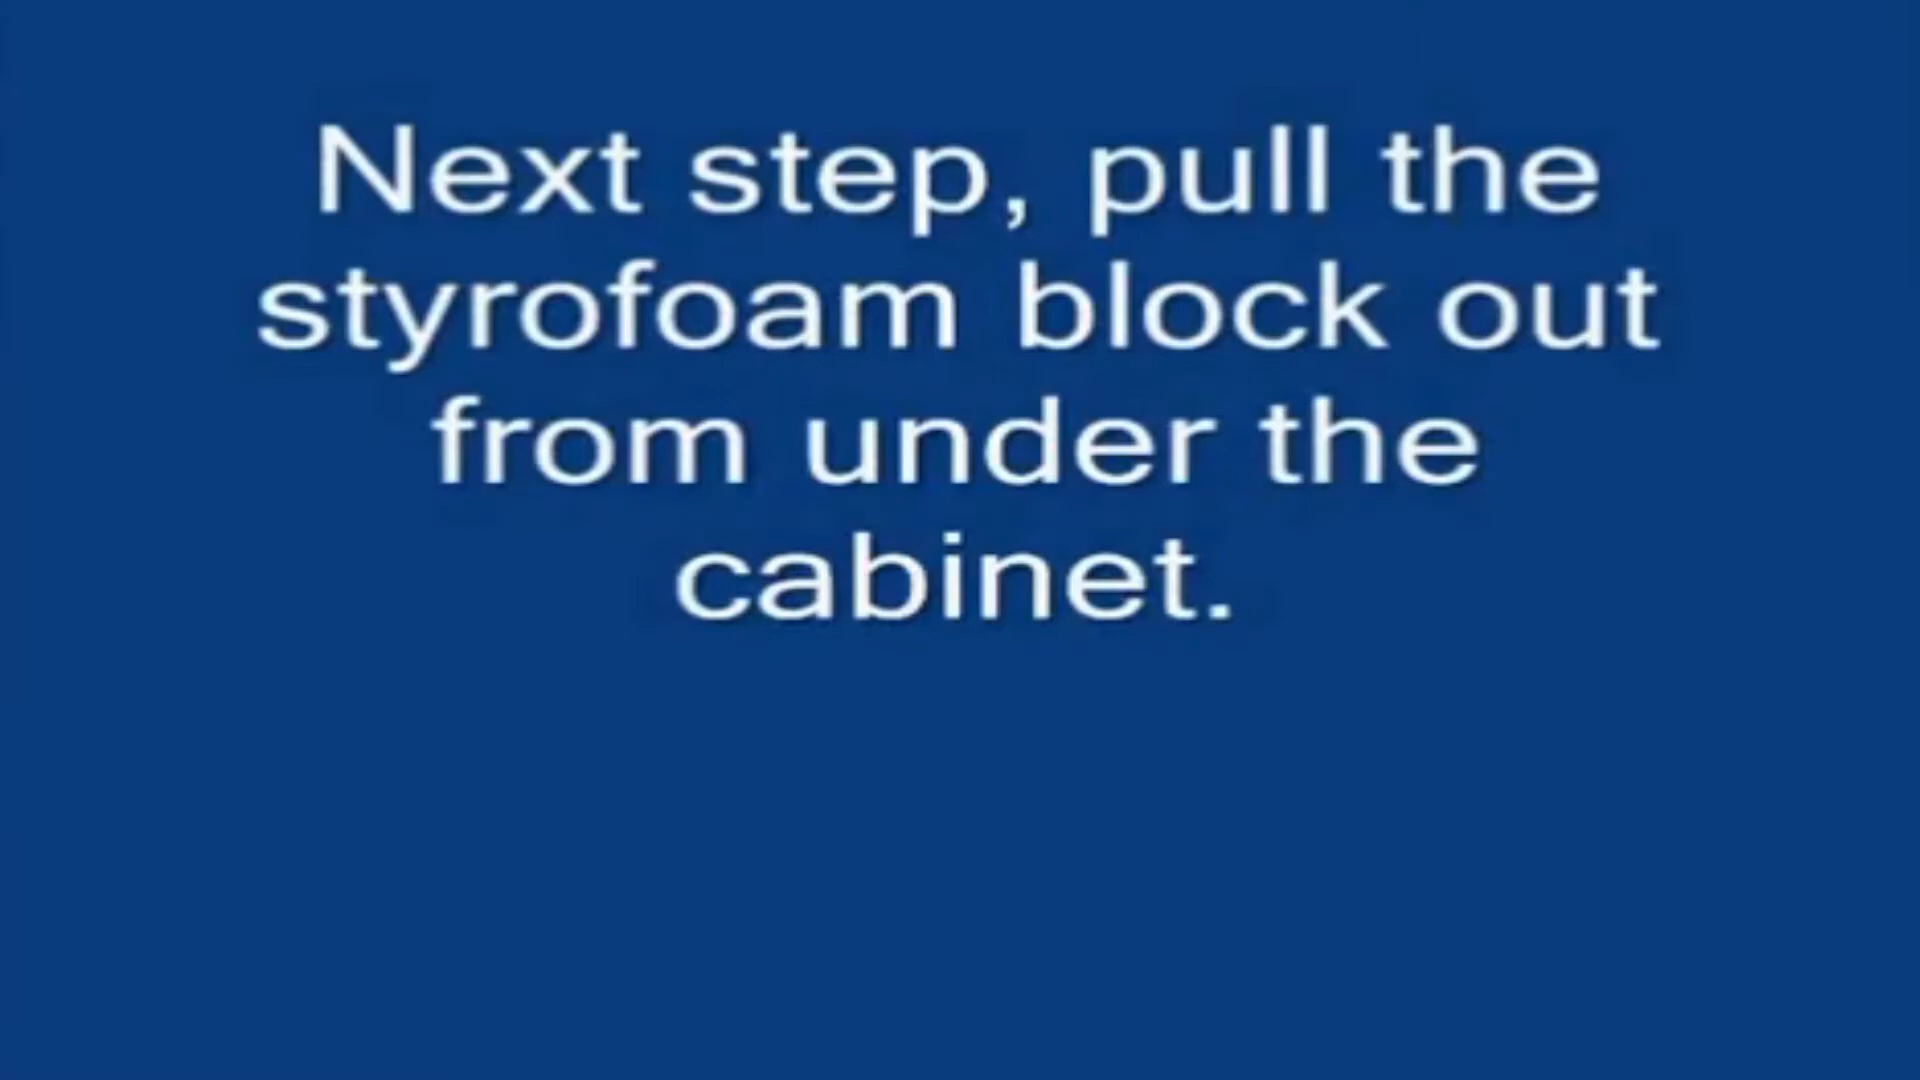 Next step, pull the
styrofoam block out
from under the
cabinet.